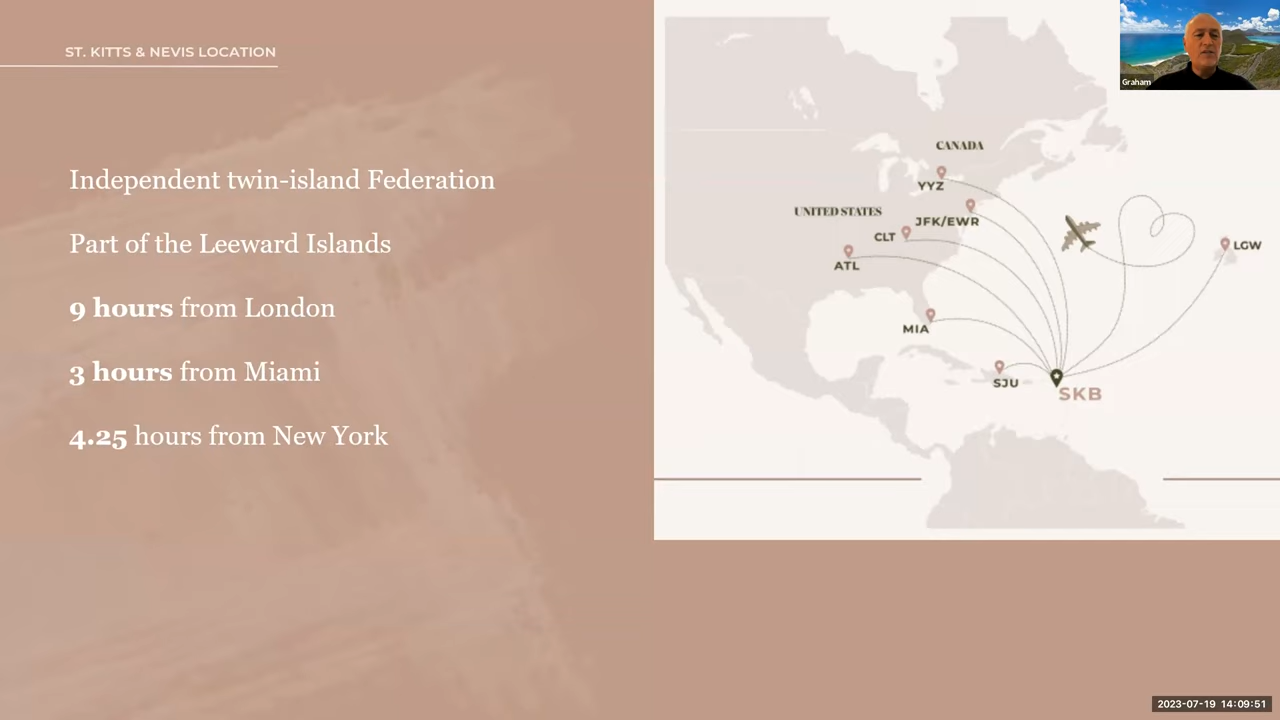 ST. KITTS & NEVIS LOCATION
Independent twin-island Federation
Part of the Leeward Islands
9 hours from London
3 hours from Miami
4.25 hours from New York
CANADA
YYZ
UNITED STATES
JFK/EWR
CLT
LGW
ATL
MIA
SJU
SKB
Graham
2023-07-19 14:09:51